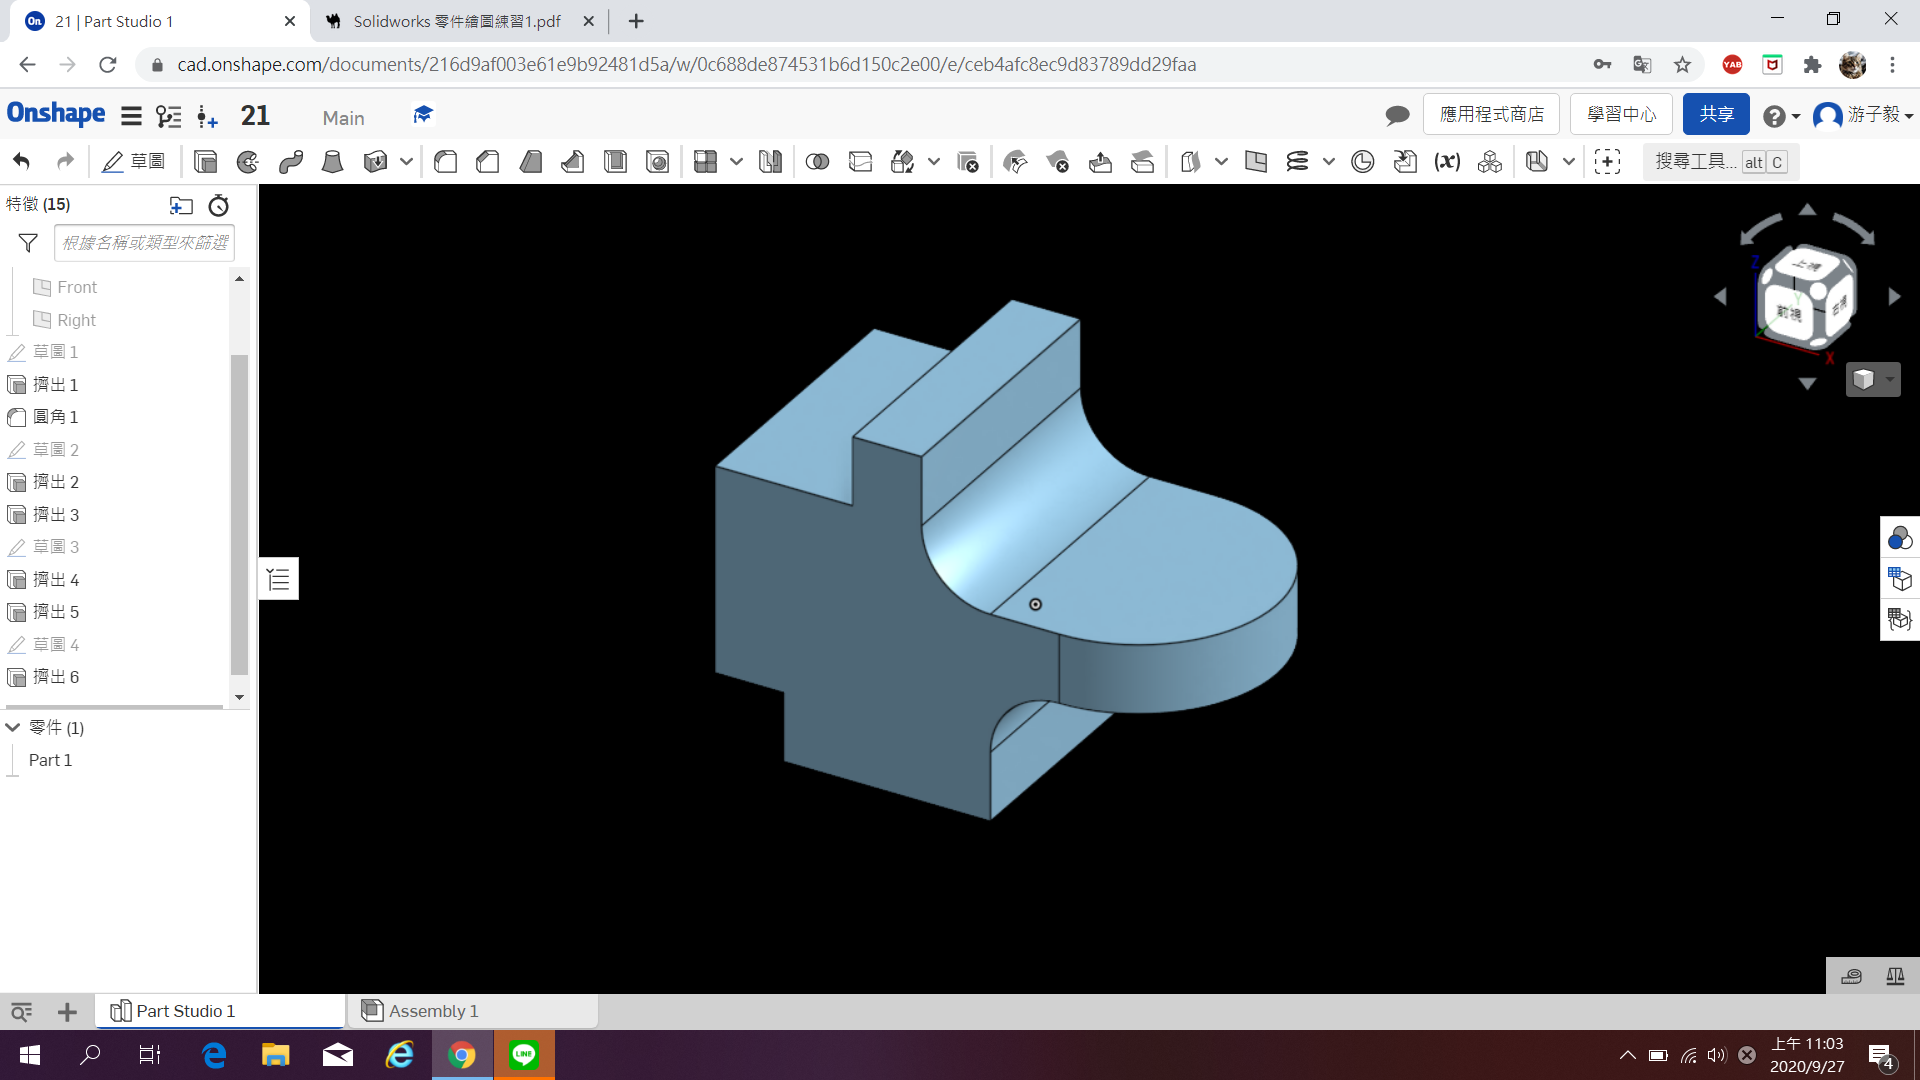 21 | Part Studio 1
Solidworks 零件繪圖練習1.pdf
cad.onshape.com/documents/216d9af003e61e9b92481d5a/w/0c688de874531b6d150c2e00/e/ceb4afc8ec9d83789dd29faa
Onshape 21 Main 應用程式商店 學習中心 共享 游子毅
草圖 搜尋工具... alt C
特徵 (15)
根據名稱或類型來篩選
Front
Right
草圖 1
擠出 1
圓角 1
草圖 2
擠出 2
擠出 3
草圖 3
擠出 4
擠出 5
草圖 4
擠出 6
零件 (1)
Part 1
Z
上視
Y
前視
右視
X
Part Studio 1
Assembly 1
LINE
上午 11:03
2020/9/27
4